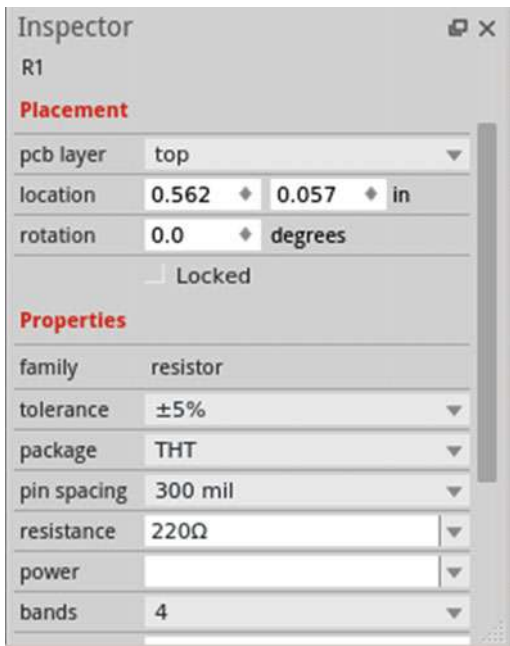 Inspector
R1
Placement
pcb layer top
location 0.562 0.057 in
rotation 0.0 degrees
Locked
Properties
family resistor
tolerance ±5%
package THT
pin spacing 300 mil
resistance 220Ω
power
bands 4